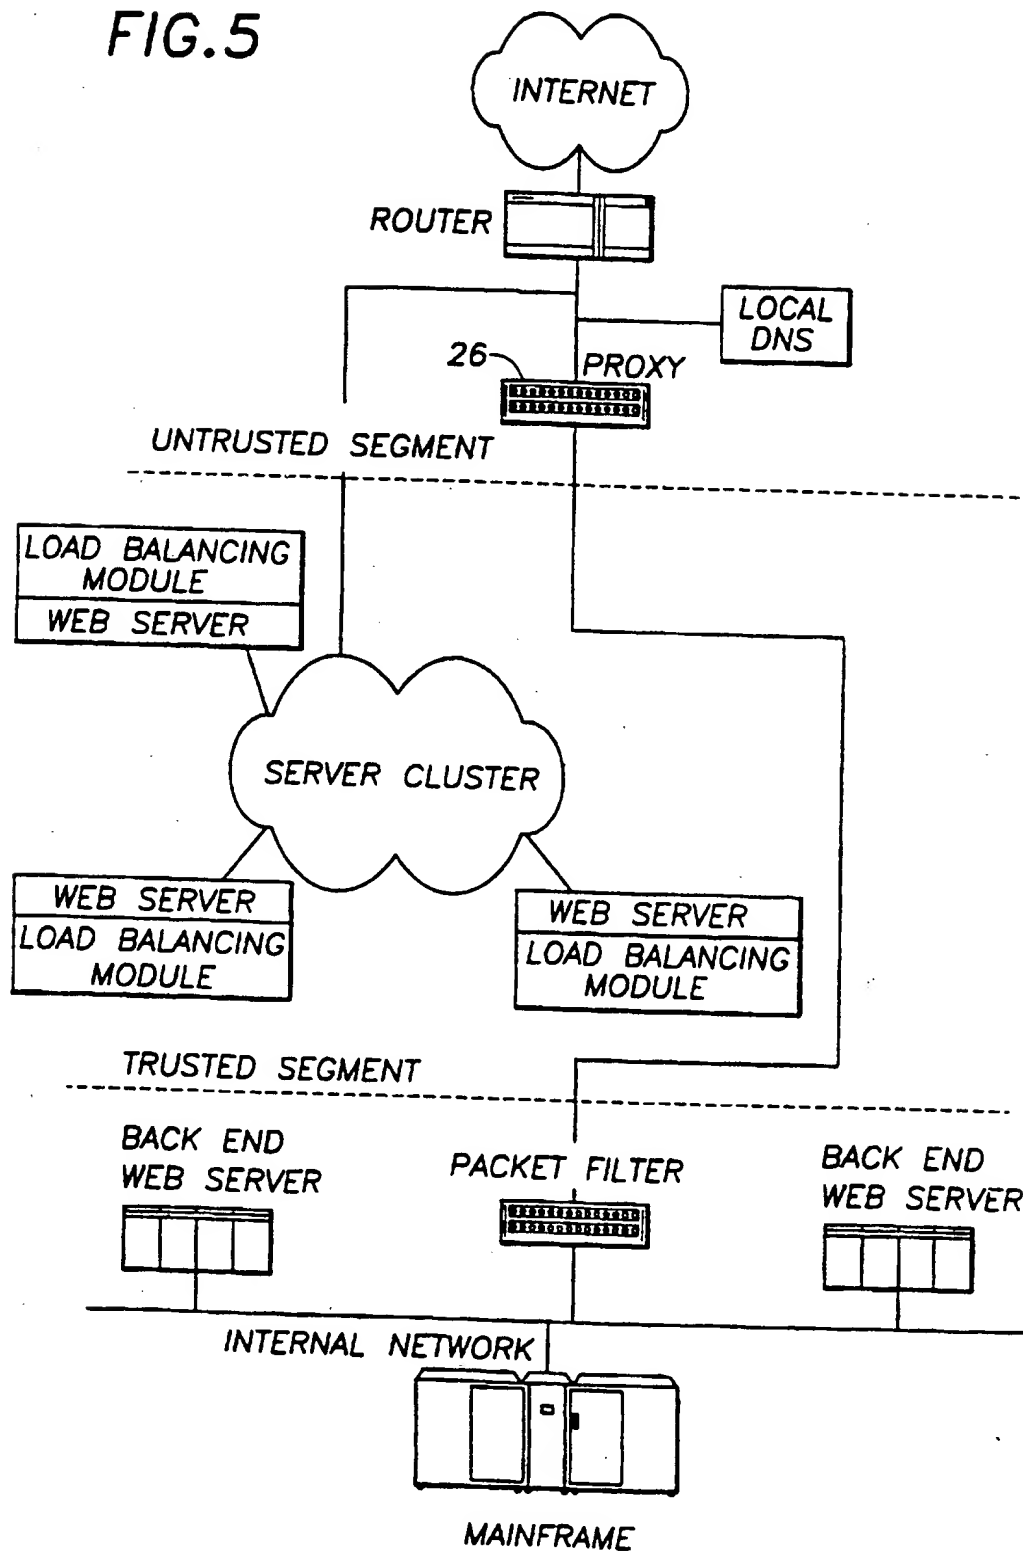 FIG.5
INTERNET
ROUTER
LOCAL
DNS
26
PROXY
UNTRUSTED SEGMENT
LOAD BALANCING
MODULE
WEB SERVER
SERVER CLUSTER
WEB SERVER
LOAD BALANCING
MODULE
WEB SERVER
LOAD BALANCING
MODULE
TRUSTED SEGMENT
BACK END
WEB SERVER
PACKET FILTER
BACK END
WEB SERVER
INTERNAL NETWORK
MAINFRAME